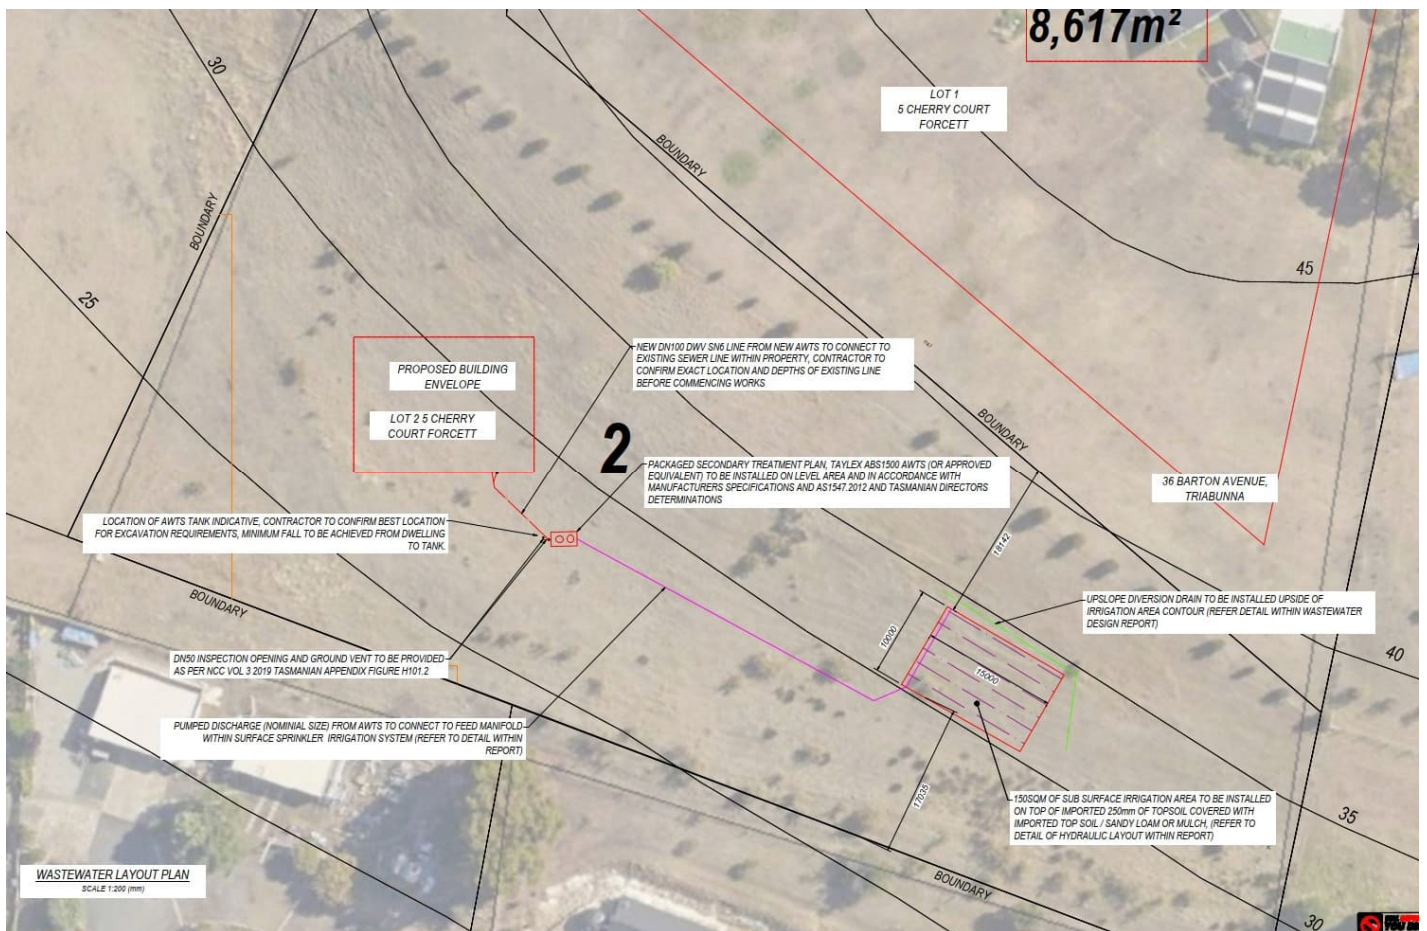 8,617m²
LOT 1
5 CHERRY COURT
FORCETT
30
BOUNDARY
BOUNDARY
45
25
NEW DN100 DWV SN6 LINE FROM NEW AWTS TO CONNECT TO
EXISTING SEWER LINE WITHIN PROPERTY, CONTRACTOR TO
CONFIRM EXACT LOCATION AND DEPTHS OF EXISTING LINE
BEFORE COMMENCING WORKS
PROPOSED BUILDING
ENVELOPE
LOT 2 5 CHERRY
COURT FORCETT
BOUNDARY
2
PACKAGED SECONDARY TREATMENT PLAN, TAYLEX ABS1500 AWTS (OR APPROVED
EQUIVALENT) TO BE INSTALLED ON LEVEL AREA AND IN ACCORDANCE WITH
MANUFACTURERS SPECIFICATIONS AND AS1547.2012 AND TASMANIAN DIRECTORS
DETERMINATIONS
36 BARTON AVENUE,
TRIABUNNA
LOCATION OF AWTS TANK INDICATIVE, CONTRACTOR TO CONFIRM BEST LOCATION
FOR EXCAVATION REQUIREMENTS, MINIMUM FALL TO BE ACHIEVED FROM DWELLING
TO TANK.
18142
BOUNDARY
UPSLOPE DIVERSION DRAIN TO BE INSTALLED UPSIDE OF
IRRIGATION AREA CONTOUR (REFER DETAIL WITHIN WASTEWATER
DESIGN REPORT)
10000
40
DN50 INSPECTION OPENING AND GROUND VENT TO BE PROVIDED
AS PER NCC VOL 3 2019 TASMANIAN APPENDIX FIGURE H101.2
15000
PUMPED DISCHARGE (NOMINIAL SIZE) FROM AWTS TO CONNECT TO FEED MANIFOLD
WITHIN SURFACE SPRINKLER IRRIGATION SYSTEM (REFER TO DETAIL WITHIN
REPORT)
17035
150SQM OF SUB SURFACE IRRIGATION AREA TO BE INSTALLED
ON TOP OF IMPORTED 250mm OF TOPSOIL COVERED WITH
IMPORTED TOP SOIL / SANDY LOAM OR MULCH, (REFER TO
DETAIL OF HYDRAULIC LAYOUT WITHIN REPORT)
35
WASTEWATER LAYOUT PLAN
SCALE 1:200 (mm)
BOUNDARY
30